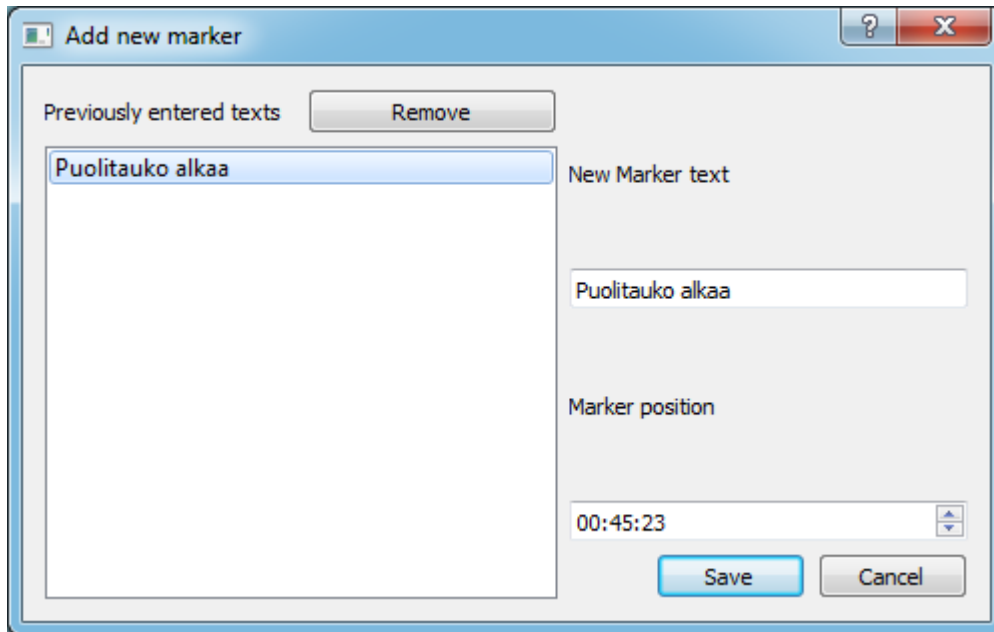 Add new marker
Previously entered texts
Remove
Puolitauko alkaa
New Marker text
Puolitauko alkaa
Marker position
00:45:23
Save
Cancel